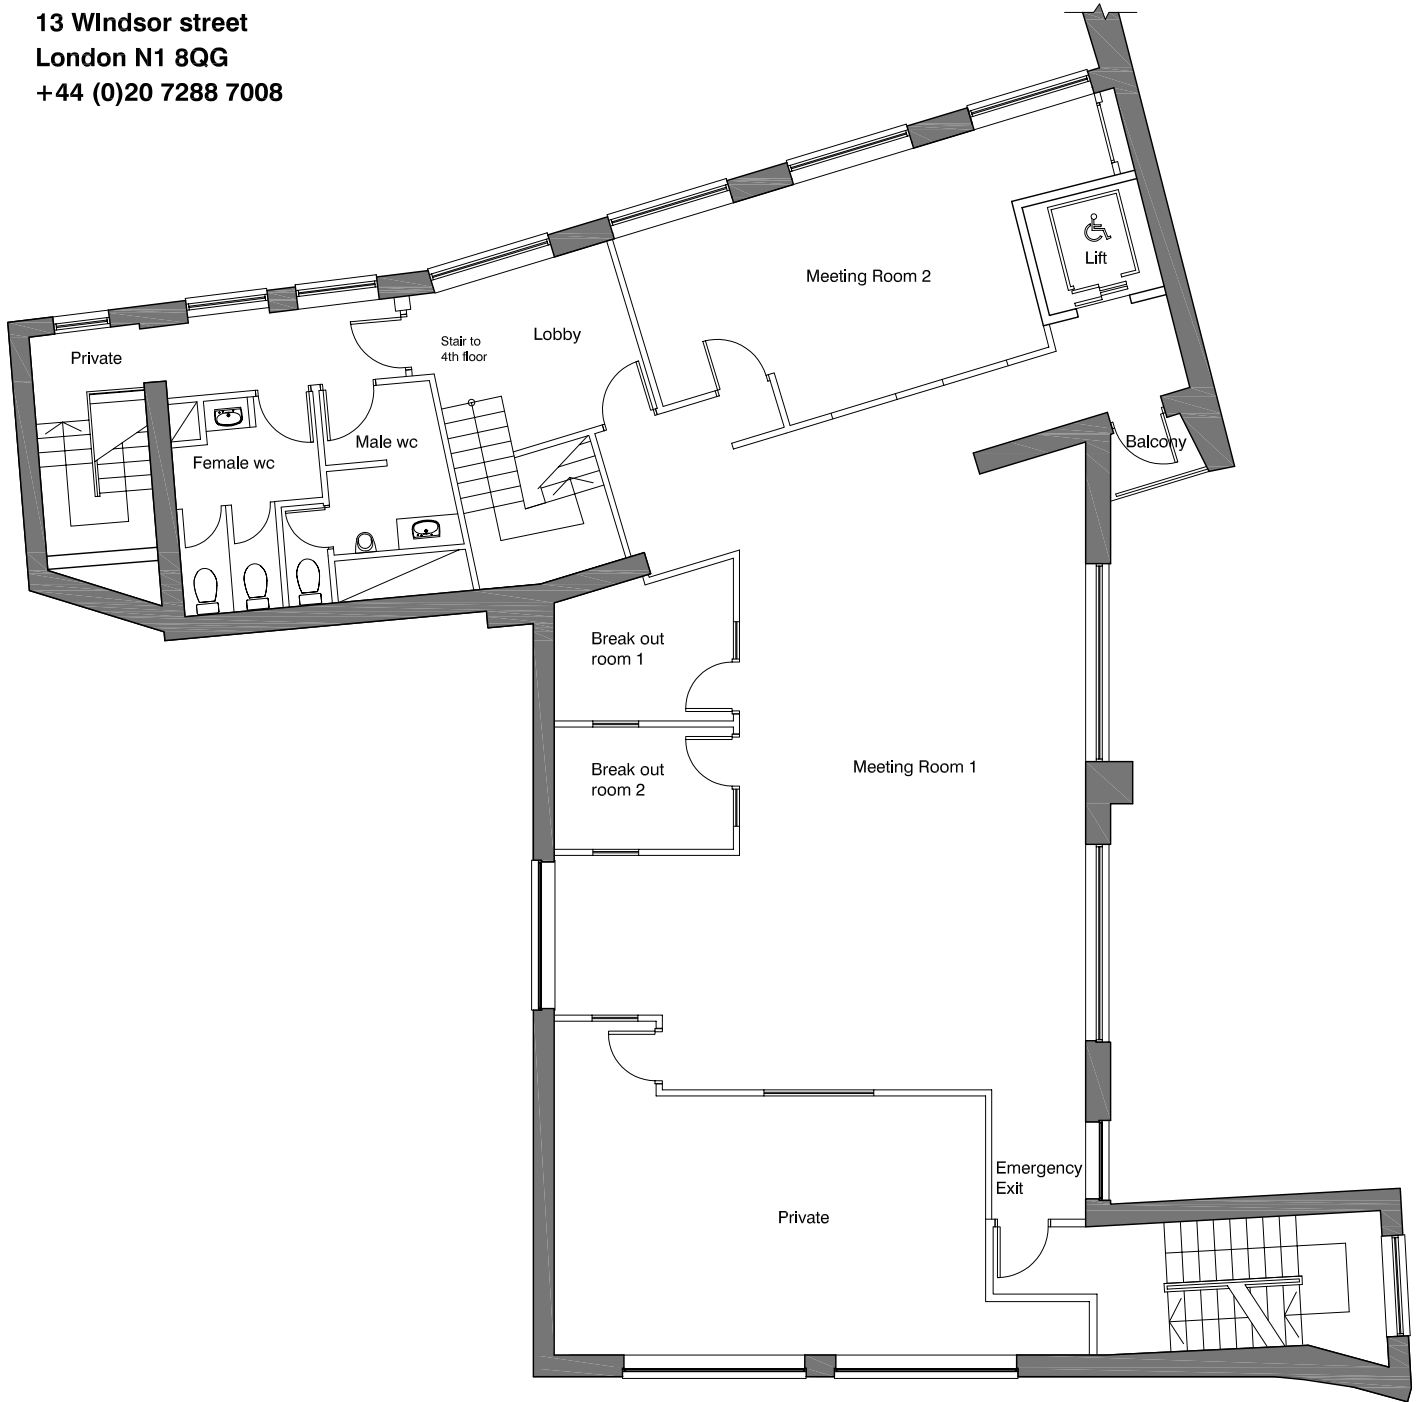 13 WIndsor street
London N1 8QG
+44 (0)20 7288 7008
Lift
Meeting Room 2
Lobby
Stair to
4th floor
Private
Male wc
Balcony
Female wc
Break out
room 1
Break out
room 2
Meeting Room 1
Emergency
Exit
Private